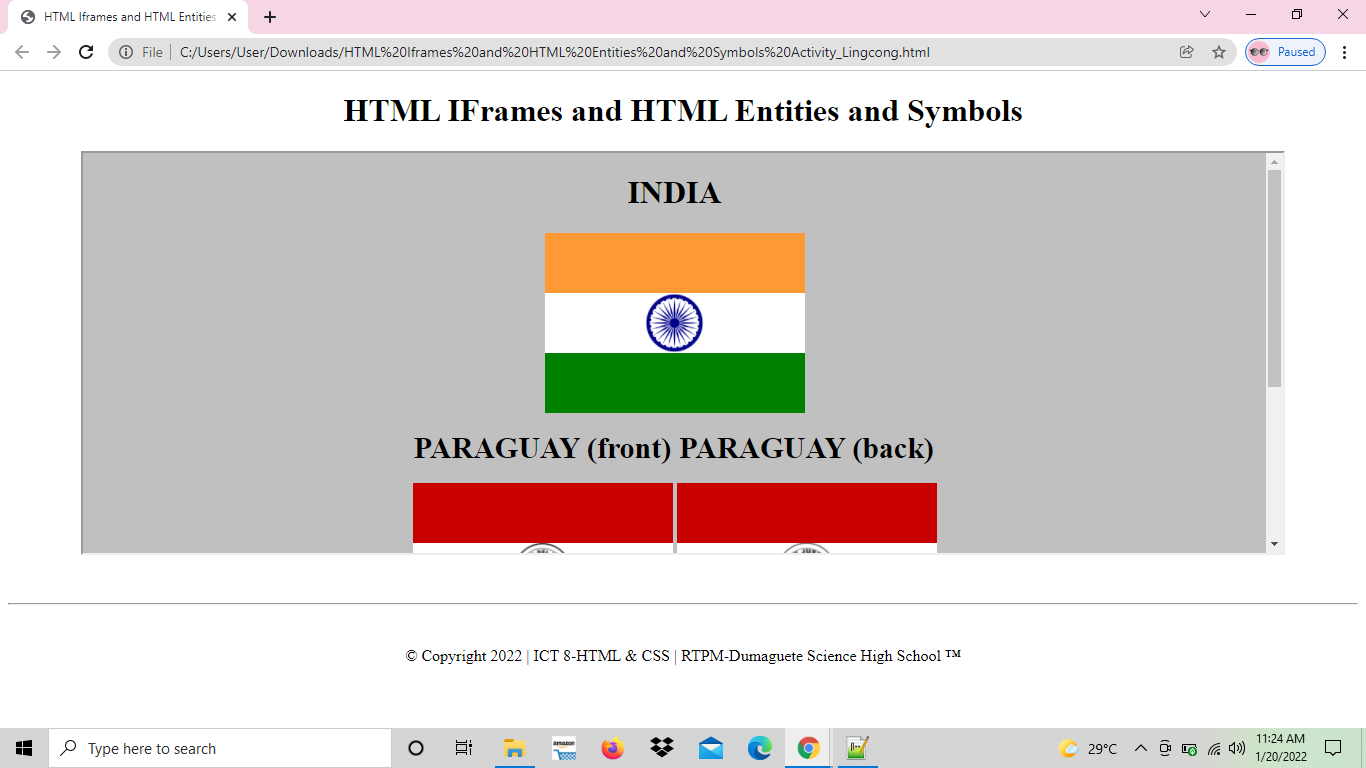 HTML Iframes and HTML Entities
File
C:/Users/User/Downloads/HTML%20Iframes%20and%20HTML%20Entities%20and%20Symbols%20Activity_Lingcong.html
Paused
HTML IFrames and HTML Entities and Symbols
INDIA
PARAGUAY (front) PARAGUAY (back)
© Copyright 2022 | ICT 8-HTML & CSS | RTPM-Dumaguete Science High School ™
Type here to search
amazon
29°C
11:24 AM
1/20/2022